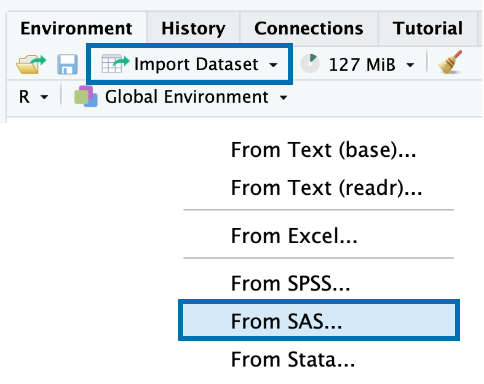 Environment History Connections Tutorial
Import Dataset 127 MiB
R Global Environment
From Text (base)...
From Text (readr)...
From Excel...
From SPSS...
From SAS...
From Stata...